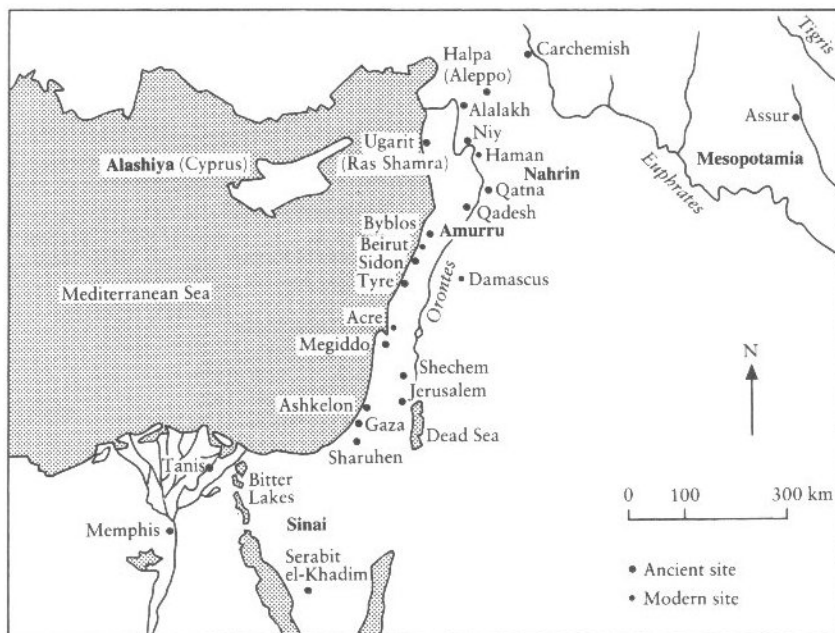 Tigris
Carchemish
Halpa
(Aleppo)
Alalakh
Assur
Niy
Ugarit
(Ras Shamra)
Haman
Mesopotamia
Alashiya (Cyprus)
Nahrin
Euphrates
Qatna
Qadesh
Byblos
Amurru
Beirut
Sidon
Tyre
Damascus
Mediterranean Sea
Orontes
Acre
Megiddo
N
Shechem
Jerusalem
Ashkelon
Gaza
Dead Sea
Sharuhen
Tanis
Bitter
Lakes
0 100 300 km
Memphis
Sinai
Serabit
el-Khadim
Ancient site
Modern site